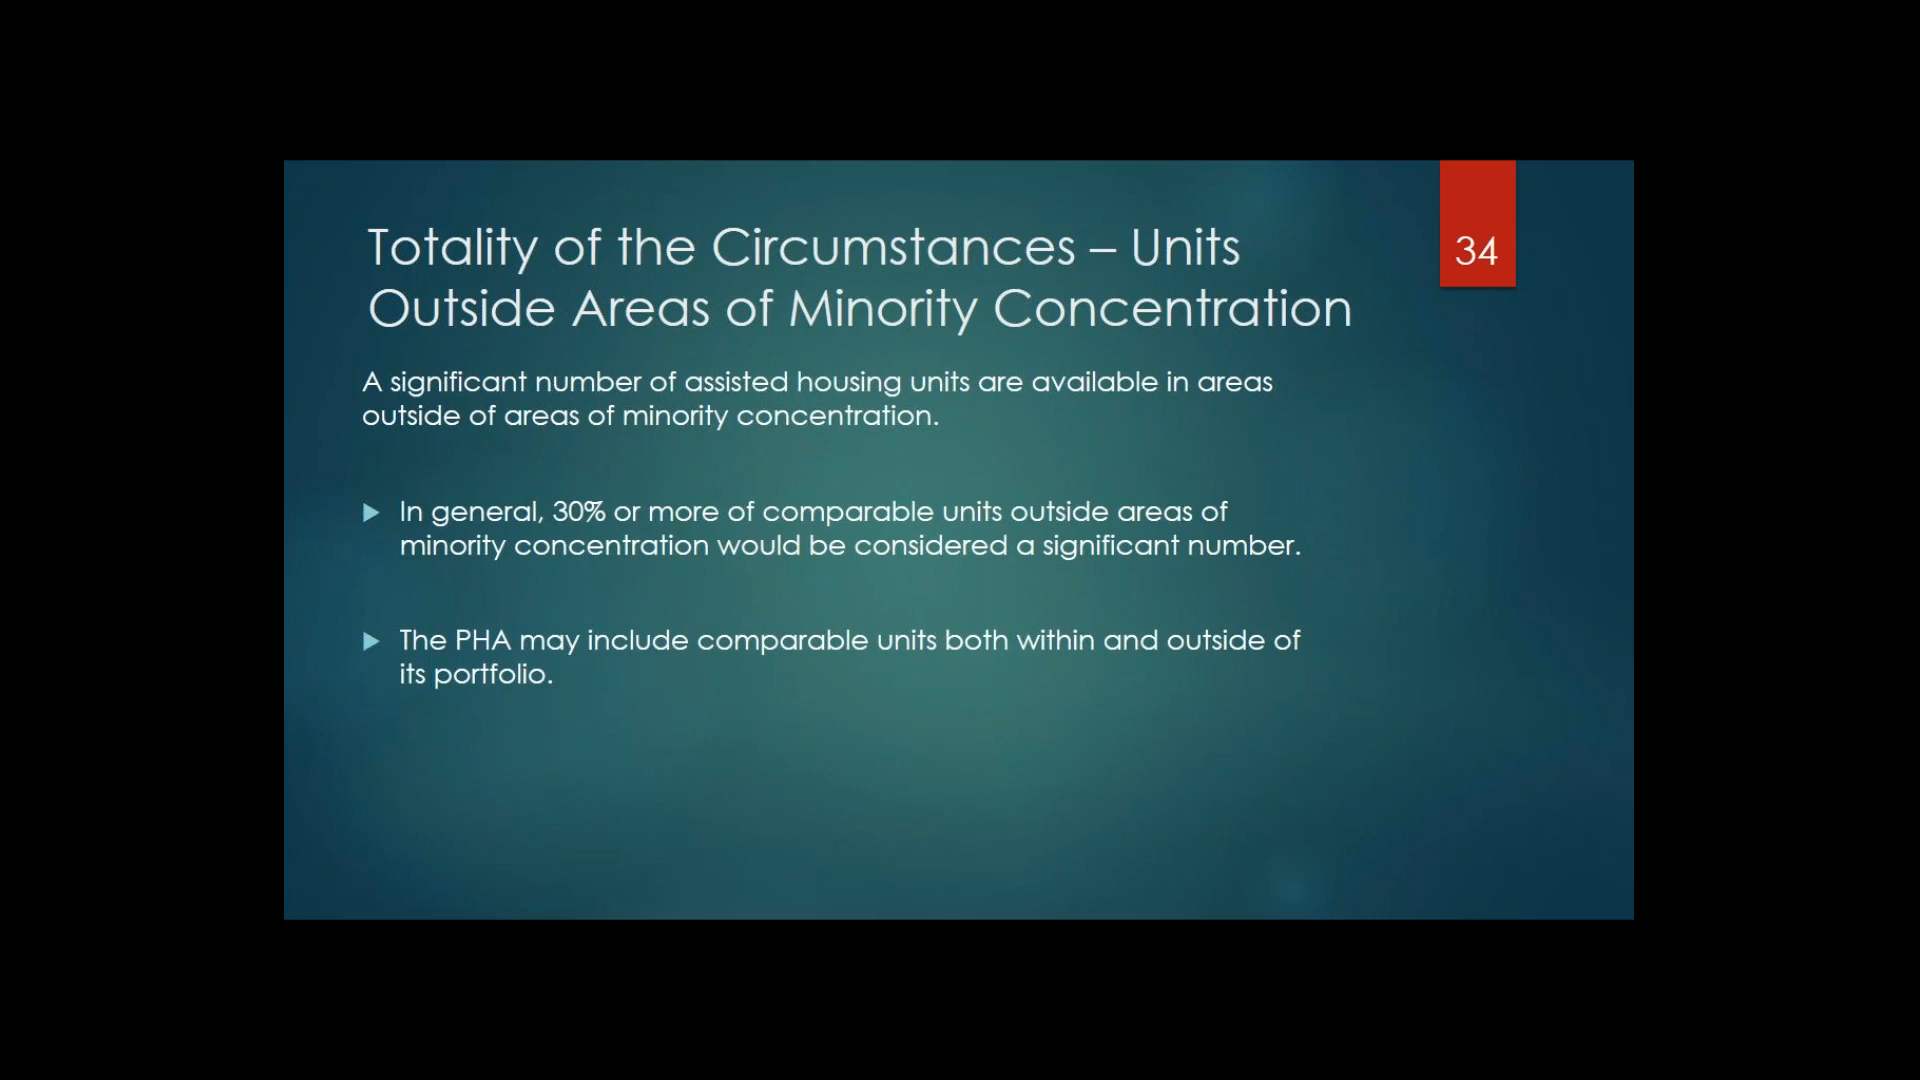 Totality of the Circumstances – Units
Outside Areas of Minority Concentration
34
A significant number of assisted housing units are available in areas
outside of areas of minority concentration.
In general, 30% or more of comparable units outside areas of
minority concentration would be considered a significant number.
The PHA may include comparable units both within and outside of
its portfolio.